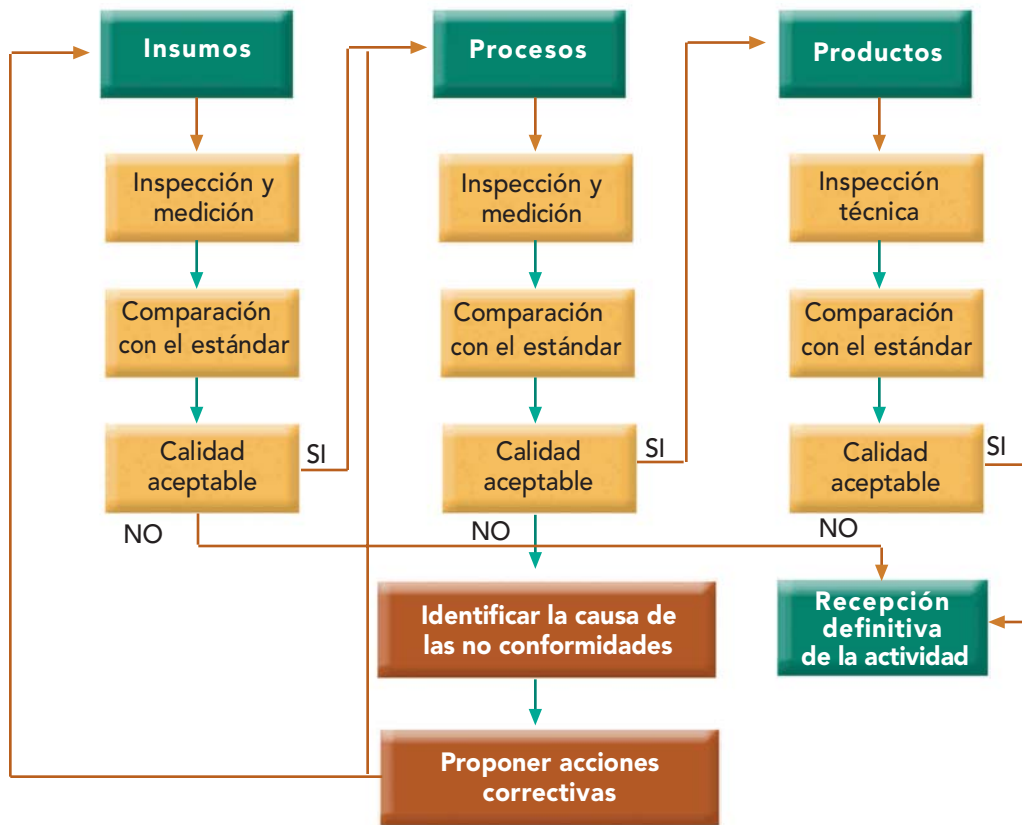 Insumos
Inspección y
medición
Comparación
con el estándar
Calidad
aceptable
SI
NO
Procesos
Inspección y
medición
Comparación
con el estándar
Calidad
aceptable
SI
NO
Identificar la causa de
las no conformidades
Proponer acciones
correctivas
Productos
Inspección
técnica
Comparación
con el estándar
Calidad
aceptable
SI
NO
Recepción
definitiva
de la actividad